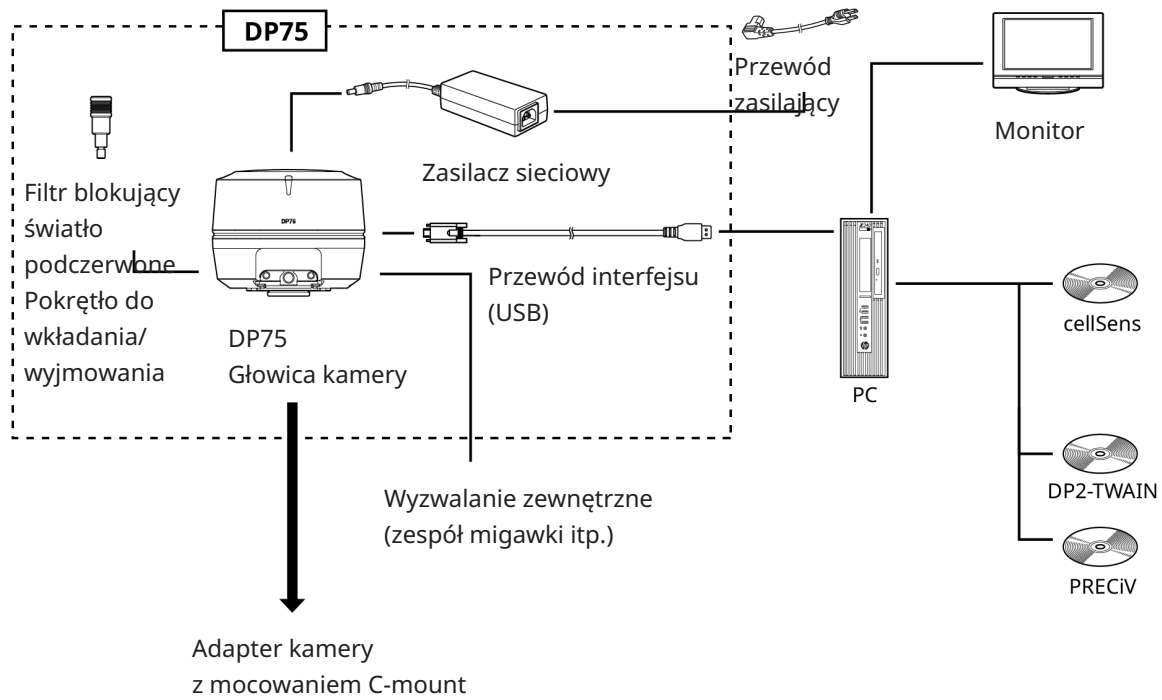 DP75
Przewód
zasilający
Monitor
Zasilacz sieciowy
Filtr blokujący
światło
podczerwone
Pokrętło do
wkładania/
wyjmowania
DP75
Przewód interfejsu
(USB)
DP75
Głowica kamery
cellSens
PC
DP2-TWAIN
Wyzwalanie zewnętrzne
(zespół migawki itp.)
PRECiV
Adapter kamery
z mocowaniem C-mount